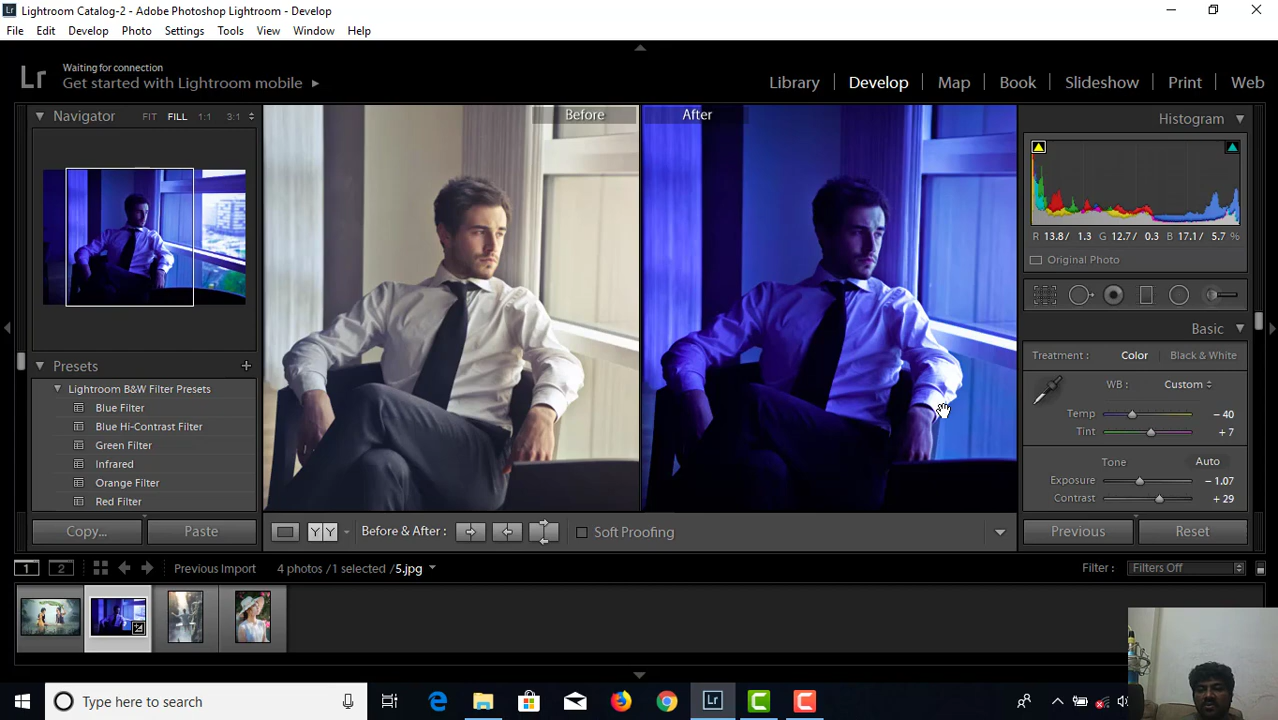 Lr Lightroom Catalog-2 - Adobe Photoshop Lightroom - Develop
File Edit Develop Photo Settings Tools View Window Help
Lr Waiting for connection
Get started with Lightroom mobile
Library Develop Map Book Slideshow Print Web
Navigator FIT FILL 1:1 3:1
Before After
Histogram
R 13.8/ 1.3 G 12.7/ 0.3 B 17.1/ 5.7 %
Original Photo
Basic
Treatment : Color Black & White
WB : Custom
Temp - 40
Tint + 7
Tone Auto
Exposure - 1.07
Contrast + 29
Presets +
Lightroom B&W Filter Presets
Blue Filter
Blue Hi-Contrast Filter
Green Filter
Infrared
Orange Filter
Red Filter
Copy... Paste
Y Y Before & After : Soft Proofing
Previous Reset
1 2 Previous Import 4 photos / 1 selected / 5.jpg
Filter : Filters Off
Type here to search
Lr